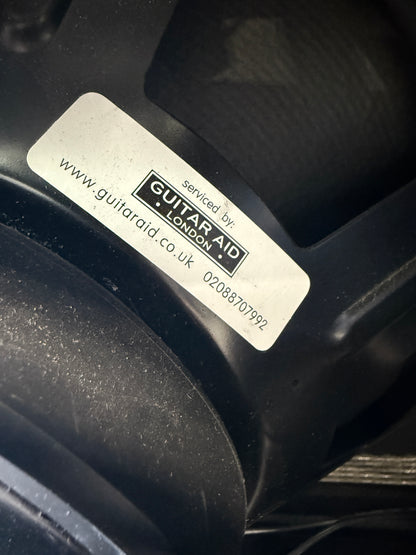 serviced by:
GUITAR AID
• LONDON •
www.guitaraid.co.uk 02088707992